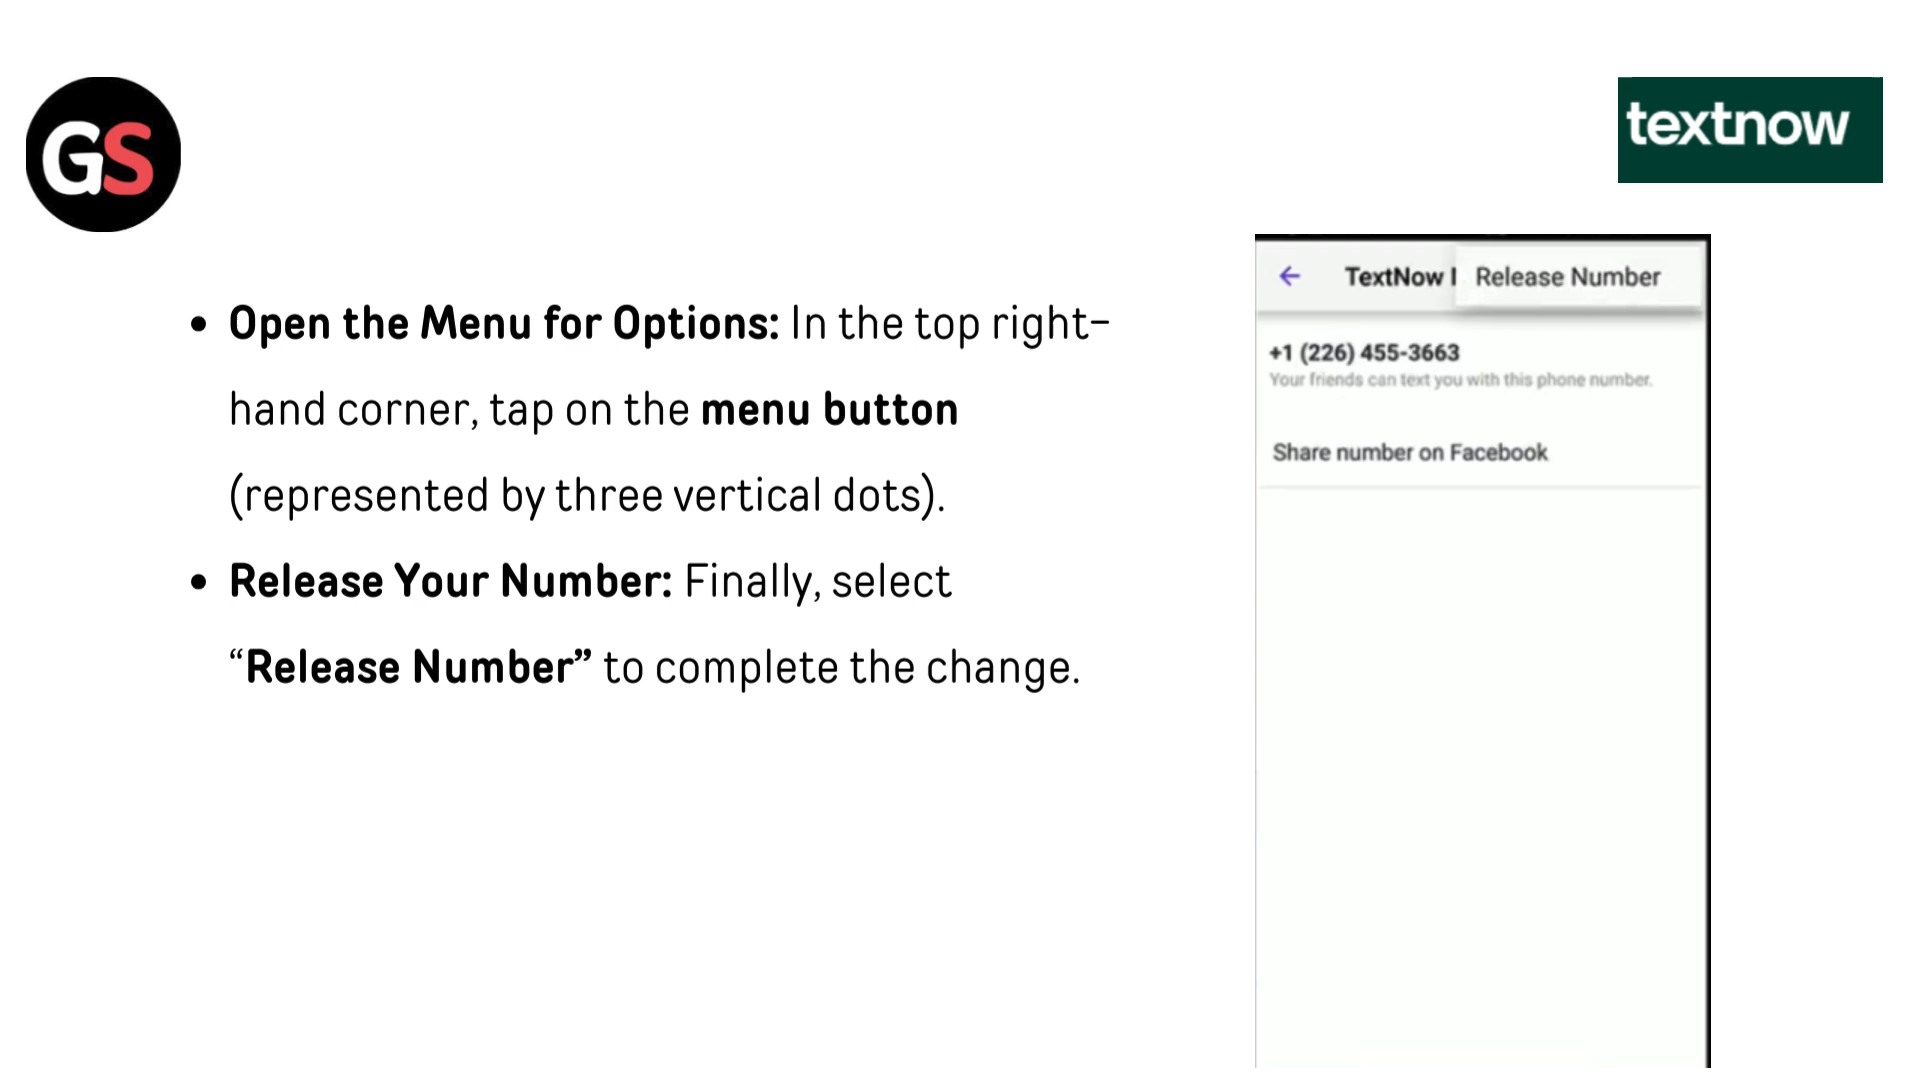 GS
textnow
• Open the Menu for Options: In the top right-
hand corner, tap on the menu button
(represented by three vertical dots).
• Release Your Number: Finally, select
“Release Number” to complete the change.
TextNow
Release Number
+1 (226) 455-3663
Your friends can text you with this phone number.
Share number on Facebook